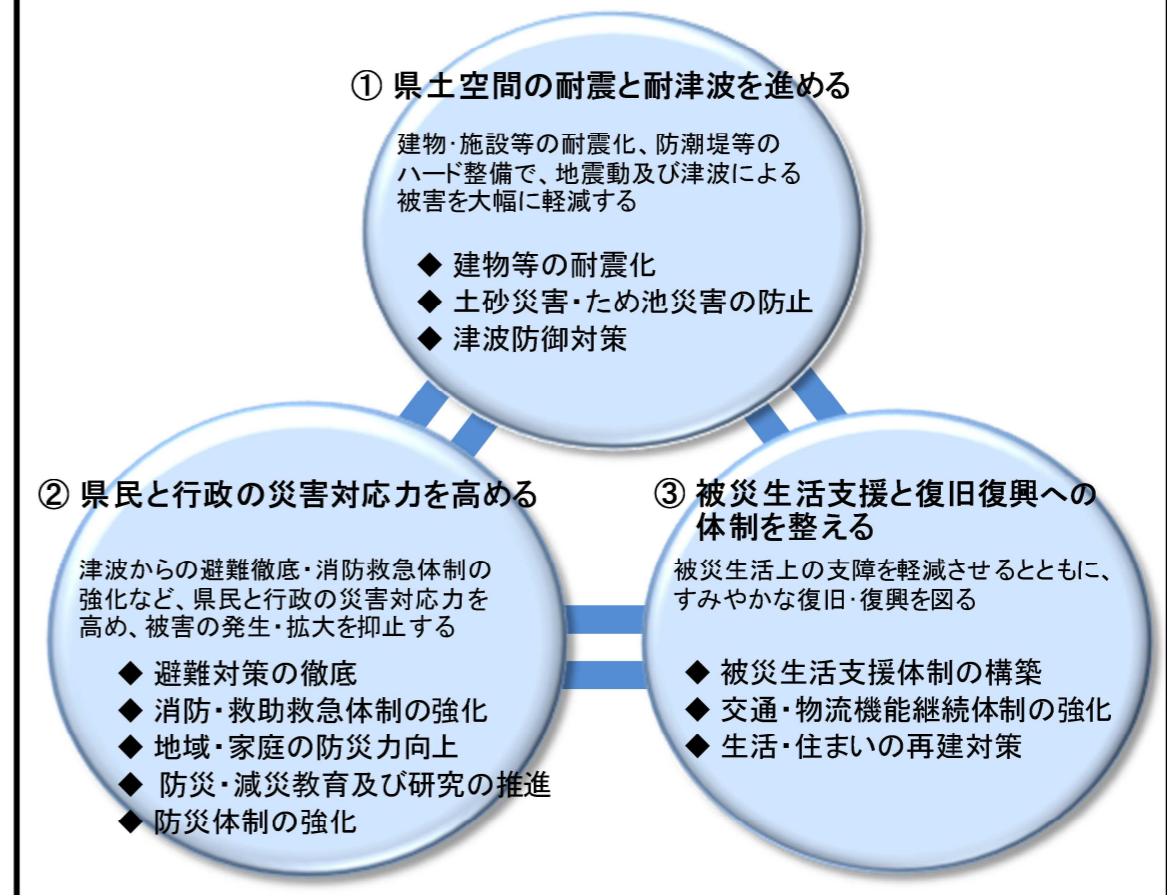 ① 県土空間の耐震と耐津波を進める
建物・施設等の耐震化、防潮堤等の
ハード整備で、地震動及び津波による
被害を大幅に軽減する
◆ 建物等の耐震化
◆ 土砂災害・ため池災害の防止
◆ 津波防御対策
② 県民と行政の災害対応力を高める
津波からの避難徹底・消防救急体制の
強化など、県民と行政の災害対応力を
高め、被害の発生・拡大を抑止する
◆ 避難対策の徹底
◆ 消防・救助救急体制の強化
◆ 地域・家庭の防災力向上
◆ 防災・減災教育及び研究の推進
◆ 防災体制の強化
③ 被災生活支援と復旧復興への
体制を整える
被災生活上の支障を軽減させるとともに、
すみやかな復旧・復興を図る
◆ 被災生活支援体制の構築
◆ 交通・物流機能継続体制の強化
◆ 生活・住まいの再建対策